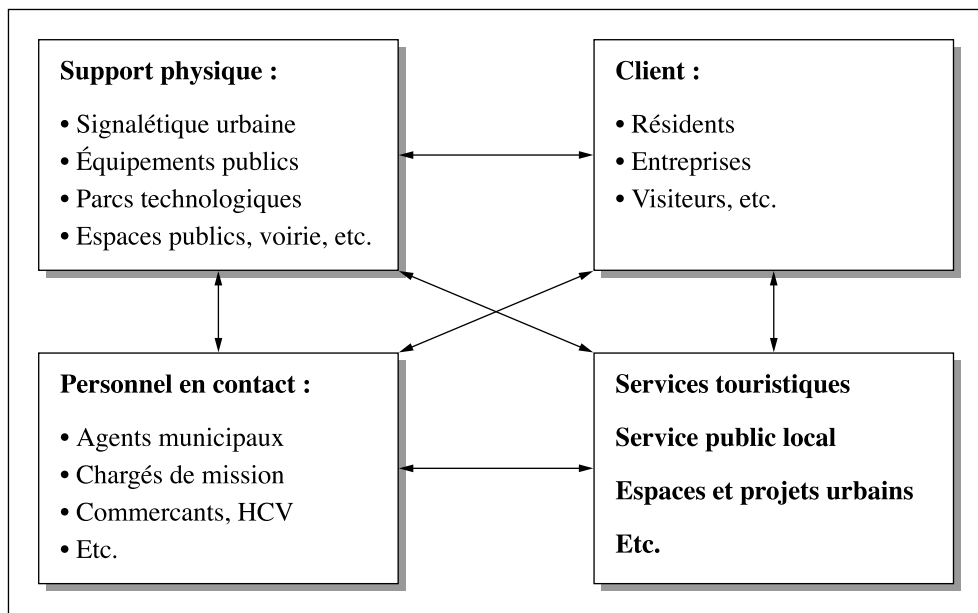 Support physique :
• Signalétique urbaine
• Équipements publics
• Parcs technologiques
• Espaces publics, voirie, etc.
Client :
• Résidents
• Entreprises
• Visiteurs, etc.
Personnel en contact :
• Agents municipaux
• Chargés de mission
• Commercants, HCV
• Etc.
Services touristiques
Service public local
Espaces et projets urbains
Etc.